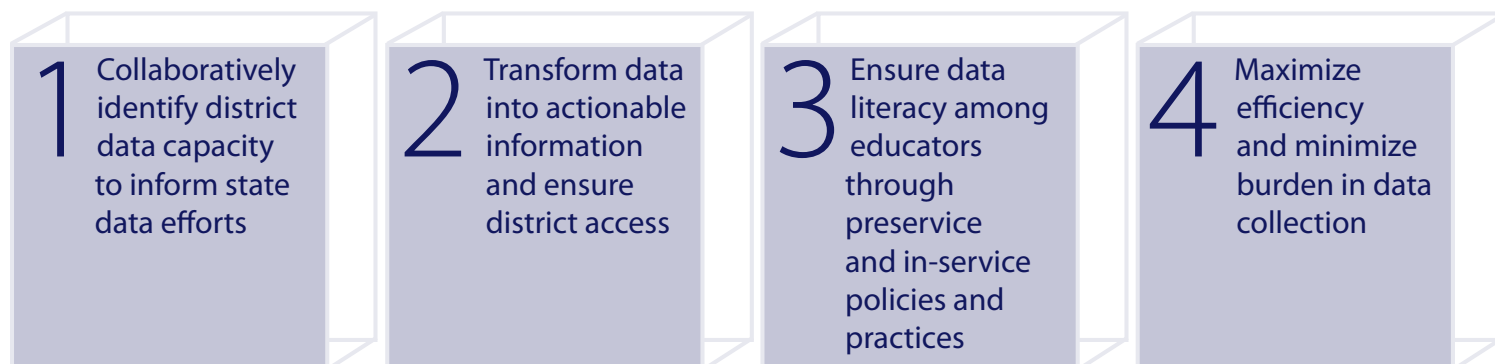 1
Collaboratively
identify district
data capacity
to inform state
data efforts
2
Transform data
into actionable
information
and ensure
district access
3
Ensure data
literacy among
educators
through
preservice
and in-service
policies and
practices
4
Maximize
efficiency
and minimize
burden in data
collection